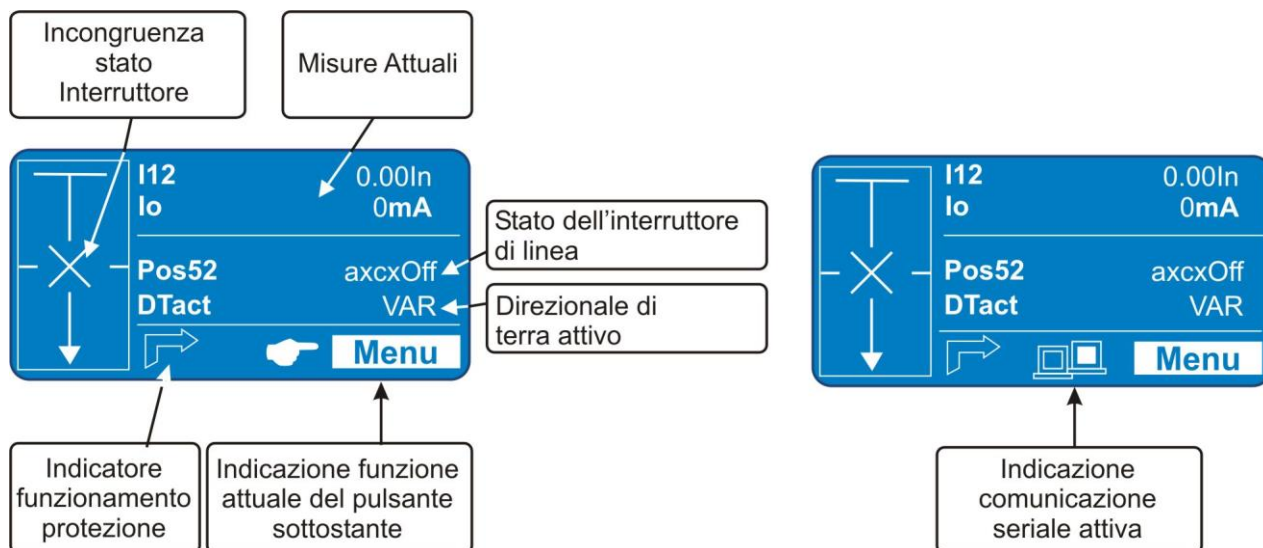 Incongruenza
stato
Interruttore
Misure Attuali
I12 0.00In
Io 0mA
Pos52 axcxOff
DTact VAR
Menu
Stato dell'interruttore
di linea
Direzionale di
terra attivo
Indicatore
funzionamento
protezione
Indicazione funzione
attuale del pulsante
sottostante
I12 0.00In
Io 0mA
Pos52 axcxOff
DTact VAR
Menu
Indicazione
comunicazione
seriale attiva